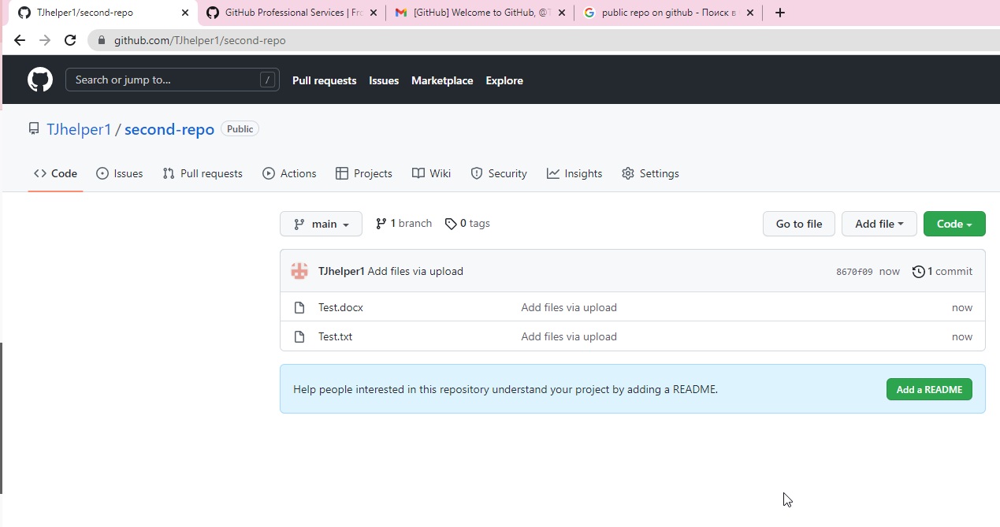 TJhelper1/second-repo
GitHub Professional Services | Fro
[GitHub] Welcome to GitHub, @T
public repo on github - Поиск в
github.com/TJhelper1/second-repo
Search or jump to... /
Pull requests Issues Marketplace Explore
TJhelper1 / second-repo Public
Code Issues Pull requests Actions Projects Wiki Security Insights Settings
main 1 branch 0 tags Go to file Add file Code
TJhelper1 Add files via upload 8670f09 now 1 commit
Test.docx Add files via upload now
Test.txt Add files via upload now
Help people interested in this repository understand your project by adding a README. Add a README